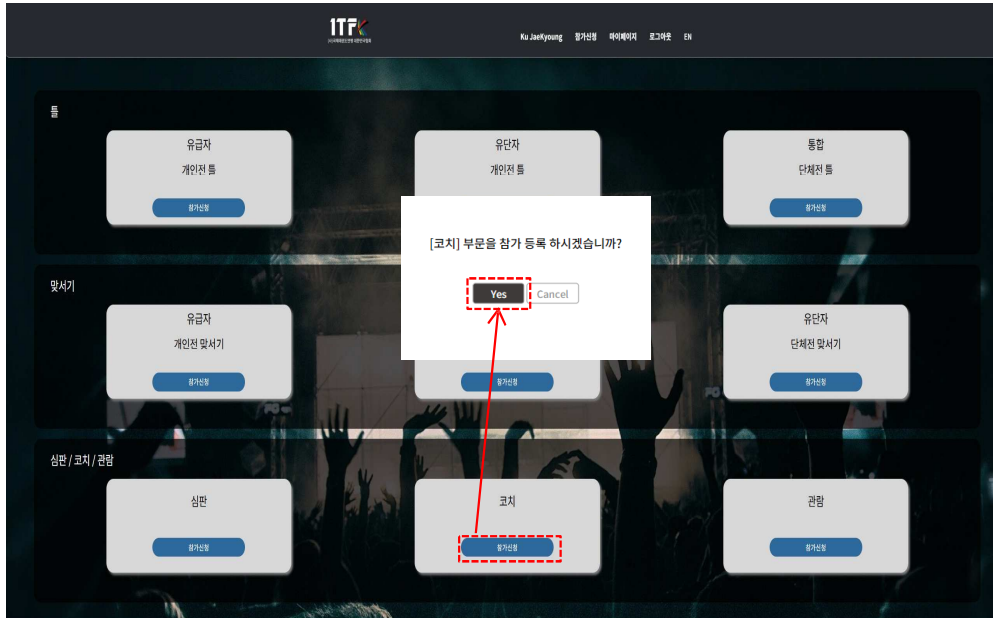 ITFK
Ku JaeKyoung 참가신청 마이페이지 로그아웃 EN
틀
유급자
개인전 틀
참가신청
유단자
개인전 틀
통합
단체전 틀
참가신청
[코치] 부문을 참가 등록 하시겠습니까?
Yes Cancel
맞서기
유급자
개인전 맞서기
참가신청
참가신청
유단자
단체전 맞서기
참가신청
심판 / 코치 / 관람
심판
참가신청
코치
참가신청
관람
참가신청